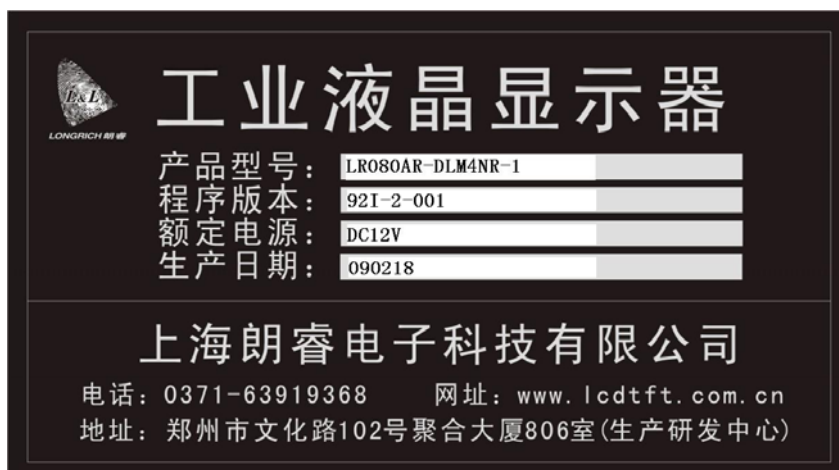 L&L
LONGRICH 朗睿
工业液晶显示器
产品型号: LR080AR-DLM4NR-1
程序版本: 92I-2-001
额定电源: DC12V
生产日期: 090218
上海朗睿电子科技有限公司
电话: 0371-63919368 网址: www.lcdtft.com.cn
地址: 郑州市文化路102号聚合大厦806室(生产研发中心)